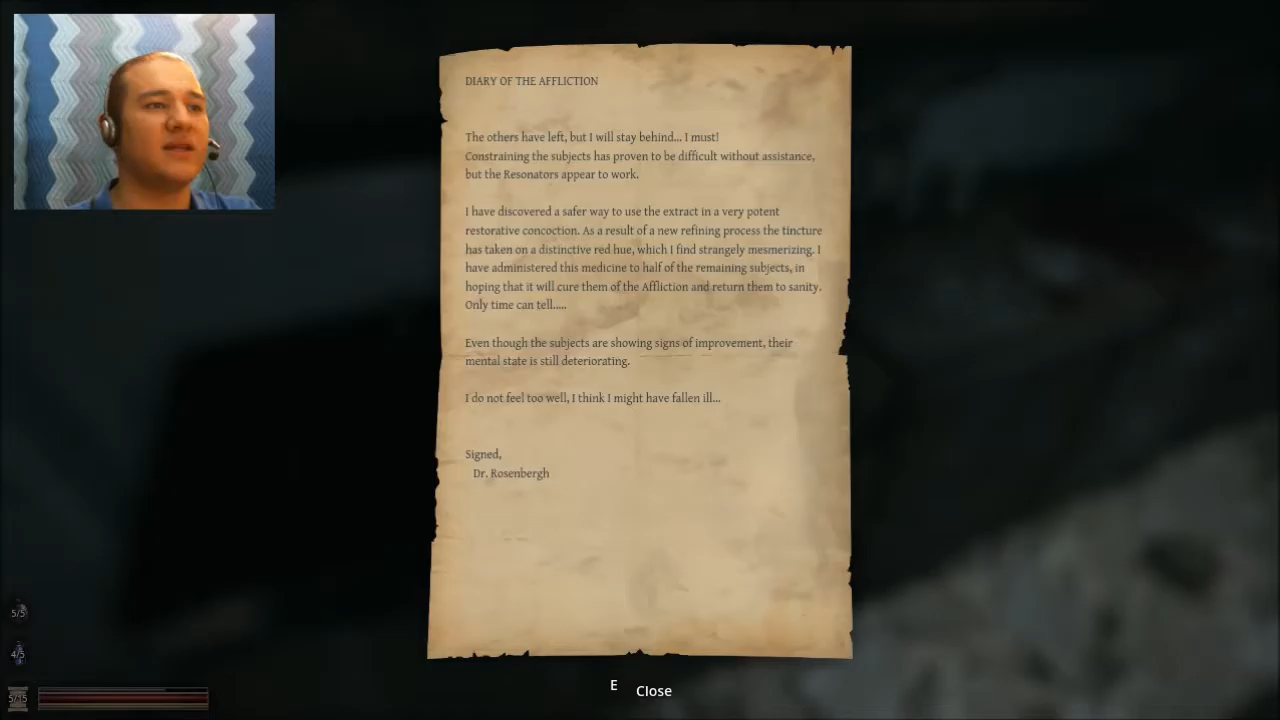 DIARY OF THE AFFLICTION
The others have left, but I will stay behind... I must!
Constraining the subjects has proven to be difficult without assistance,
but the Resonators appear to work.
I have discovered a safer way to use the extract in a very potent
restorative concoction. As a result of a new refining process the tincture
has taken on a distinctive red hue, which I find strangely mesmerizing. I
have administered this medicine to half of the remaining subjects, in
hoping that it will cure them of the Affliction and return them to sanity.
Only time can tell.....
Even though the subjects are showing signs of improvement, their
mental state is still deteriorating.
I do not feel too well, I think I might have fallen ill...
Signed,
Dr. Rosenbergh
5/5
4/5
5/15
E Close